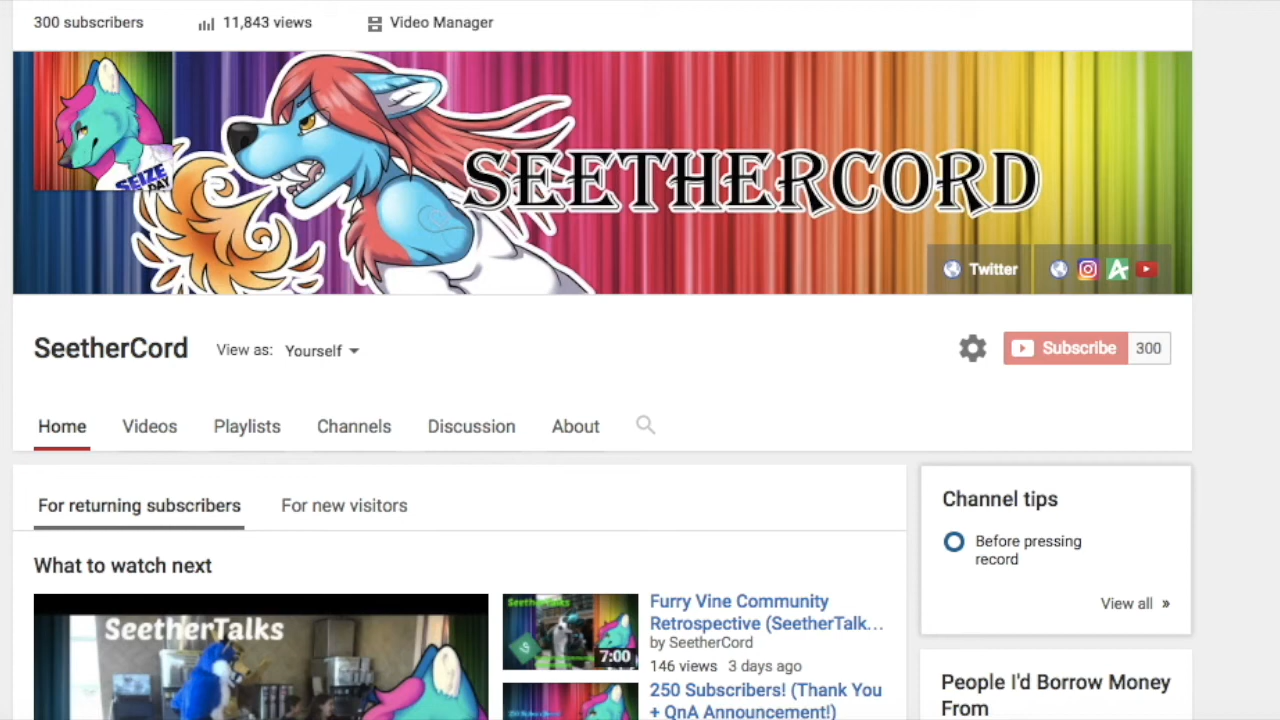 300 subscribers
11,843 views
Video Manager
SEIZE
DAY
SEETHERCORD
Twitter
SeetherCord
View as: Yourself
Subscribe
300
Home
Videos
Playlists
Channels
Discussion
About
For returning subscribers
For new visitors
Channel tips
Before pressing
record
View all »
What to watch next
SeetherTalks
SeetherTalks
7:00
Furry Vine Community
Retrospective (SeetherTalk...
by SeetherCord
146 views 3 days ago
250 Subscribers! (Thank You
+ QnA Announcement!)
People I'd Borrow Money
From